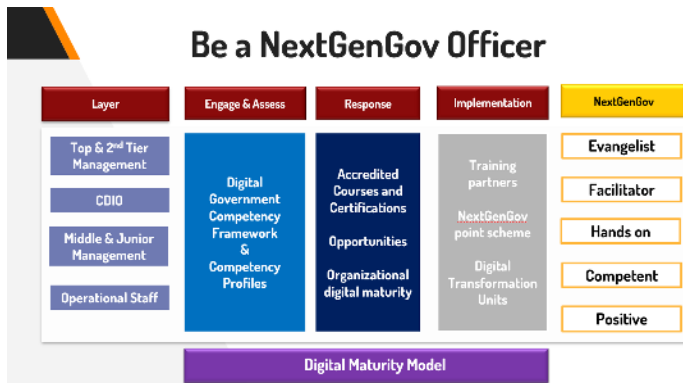 Be a NextGenGov Officer
Layer
Engage & Assess
Response
Implementation
NextGenGov
Top & 2nd Tier
Management
CDIO
Middle & Junior
Management
Operational Staff
Digital
Government
Competency
Framework
&
Competency
Profiles
Accredited
Courses and
Certifications
Opportunities
Organizational
digital maturity
Training
partners
NextGenGov
point scheme
Digital
Transformation
Units
Evangelist
Facilitator
Hands on
Competent
Positive
Digital Maturity Model